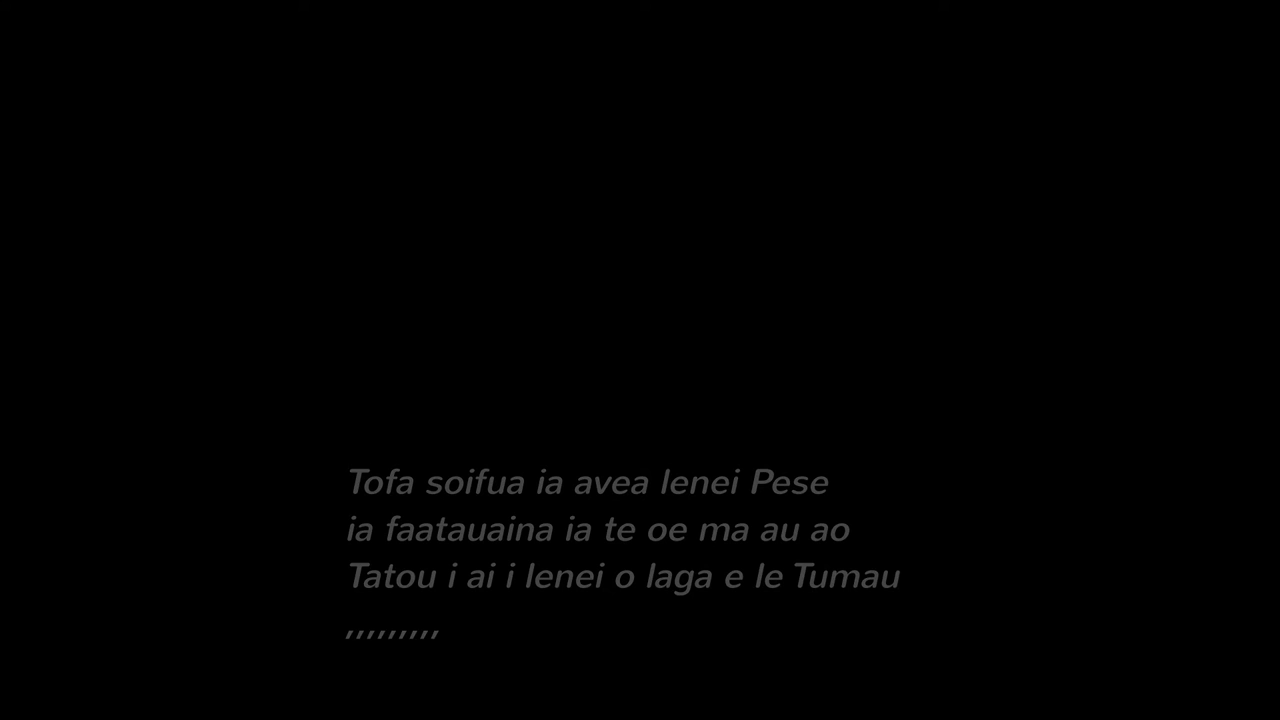 Tofa soifua ia avea lenei Pese
ia faatauaina ia te oe ma au ao
Tatou i ai i lenei o laga e le Tumau
,,,,,,,,,